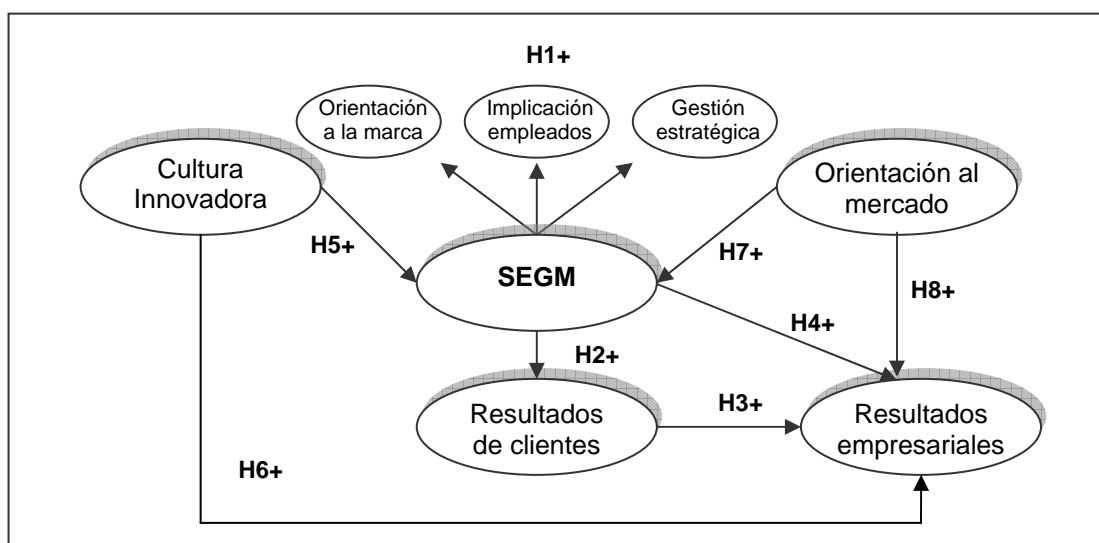 H1+
Orientación
a la marca
Implicación
empleados
Gestión
estratégica
Cultura
Innovadora
Orientación al
mercado
H5+
SEGM
H7+
H8+
H4+
H2+
Resultados
de clientes
H3+
Resultados
empresariales
H6+